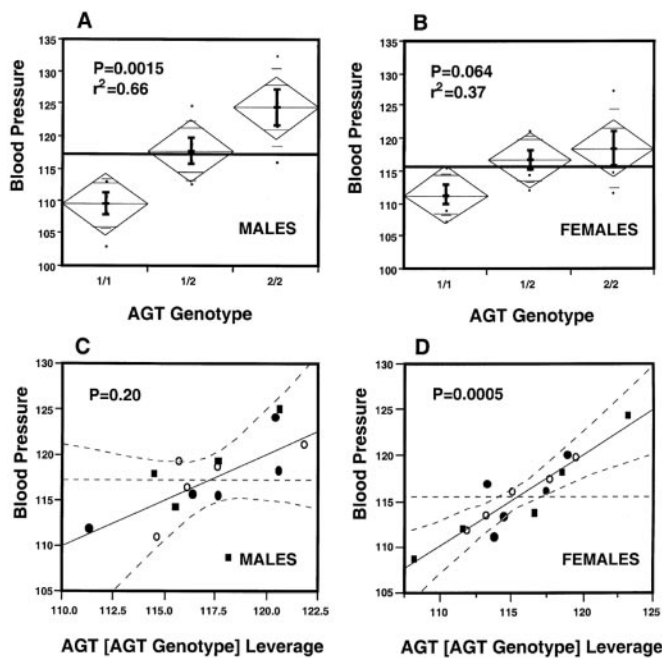 A
B
P=0.0015
r²=0.66
P=0.064
r²=0.37
Blood Pressure
Blood Pressure
135
130
125
120
115
110
105
100
135
130
125
120
115
110
105
100
MALES
FEMALES
1/1 1/2 2/2
1/1 1/2 2/2
AGT Genotype
AGT Genotype
C
D
P=0.20
P=0.0005
Blood Pressure
Blood Pressure
130
125
120
115
110
105
130
125
120
115
110
105
MALES
FEMALES
110.0 112.5 115.0 117.5 120.0 122.5
110 115 120 125
AGT [AGT Genotype] Leverage
AGT [AGT Genotype] Leverage